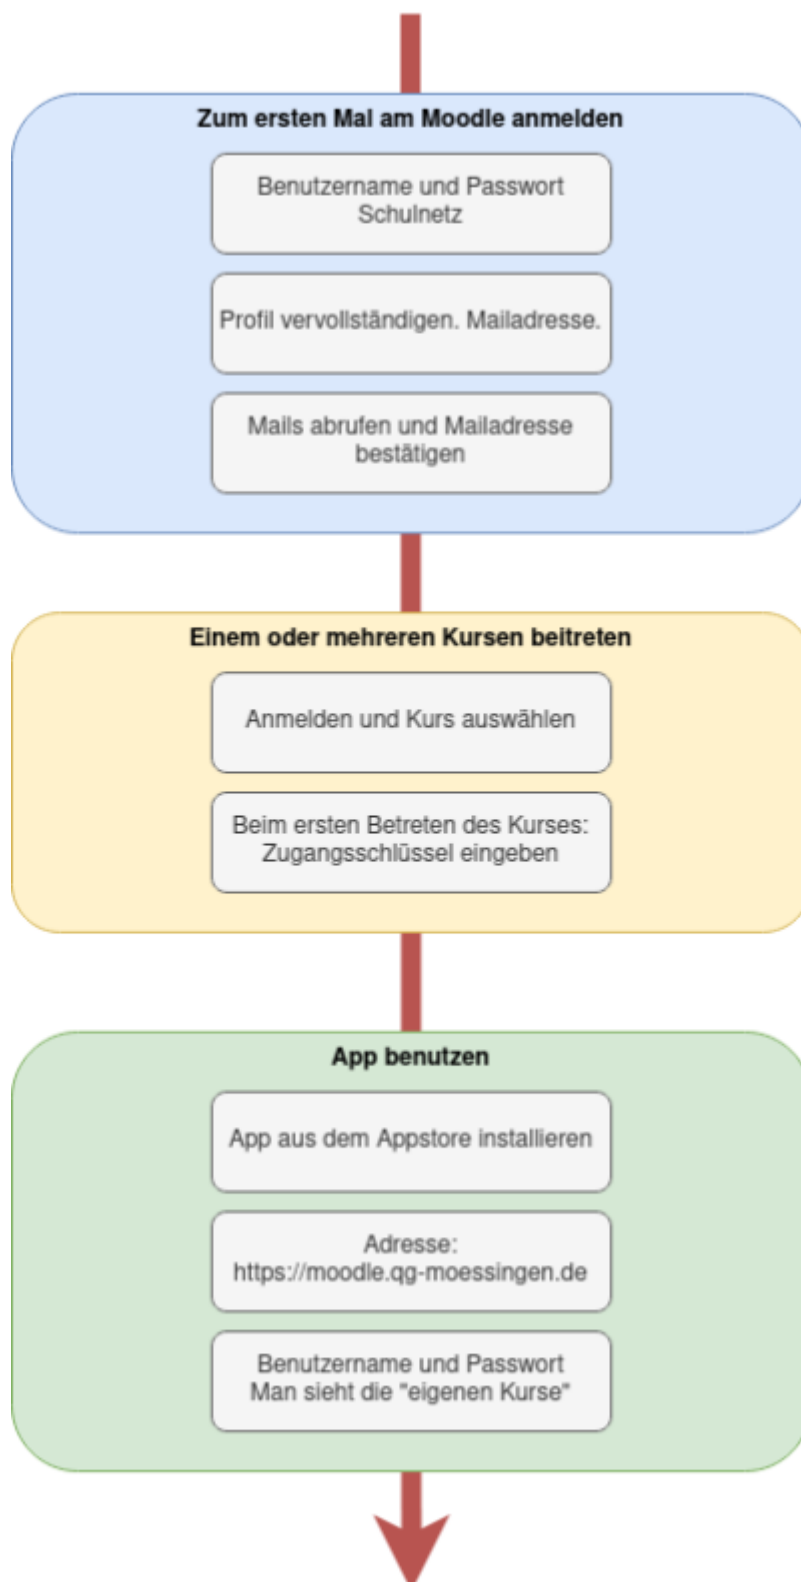 Zum ersten Mal am Moodle anmelden
Benutzername und Passwort
Schulnetz
Profil vervollständigen. Mailadresse.
Mails abrufen und Mailadresse
bestätigen
Einem oder mehreren Kursen beitreten
Anmelden und Kurs auswählen
Beim ersten Betreten des Kurses:
Zugangsschlüssel eingeben
App benutzen
App aus dem Appstore installieren
Adresse:
https://moodle.qg-moessingen.de
Benutzername und Passwort
Man sieht die "eigenen Kurse"